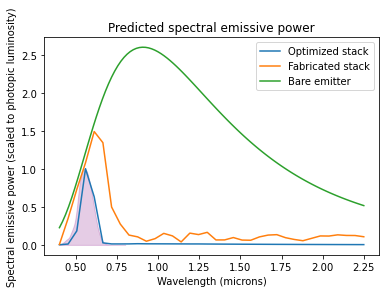 Predicted spectral emissive power
Optimized stack
Fabricated stack
Bare emitter
Spectral emissive power (scaled to photopic luminosity)
2.5
2.0
1.5
1.0
0.5
0.0
0.50 0.75 1.00 1.25 1.50 1.75 2.00 2.25
Wavelength (microns)